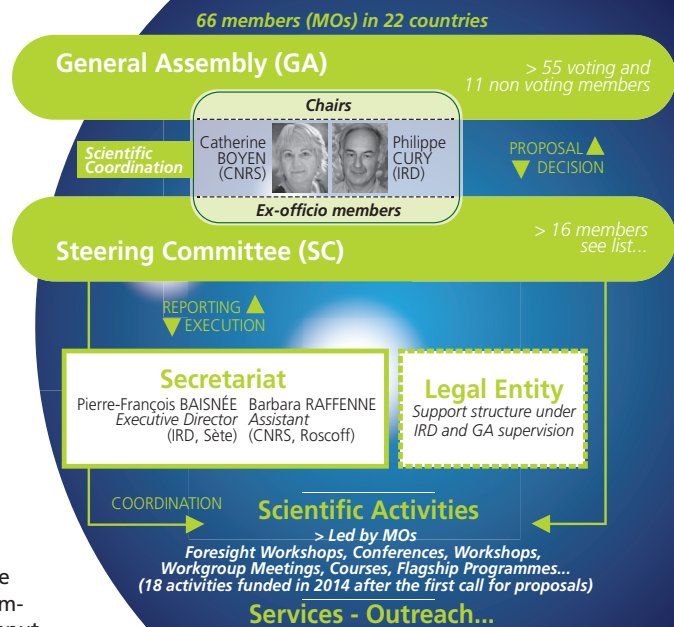 66 members (MOs) in 22 countries
General Assembly (GA)
> 55 voting and
11 non voting members
Chairs
Scientific
Coordination
Catherine
BOYEN
(CNRS)
Philippe
CURY
(IRD)
PROPOSAL ▲
▼ DECISION
Ex-officio members
Steering Committee (SC)
> 16 members
see list...
REPORTING ▲
▼ EXECUTION
Secretariat
Pierre-François BAISNÉE
Executive Director
(IRD, Sète)
Barbara RAFFENNE
Assistant
(CNRS, Roscoff)
Legal Entity
Support structure under
IRD and GA supervision
COORDINATION
Scientific Activities
> Led by MOs
Foresight Workshops, Conferences, Workshops,
Workgroup Meetings, Courses, Flagship Programmes...
(18 activities funded in 2014 after the first call for proposals)
Services - Outreach...